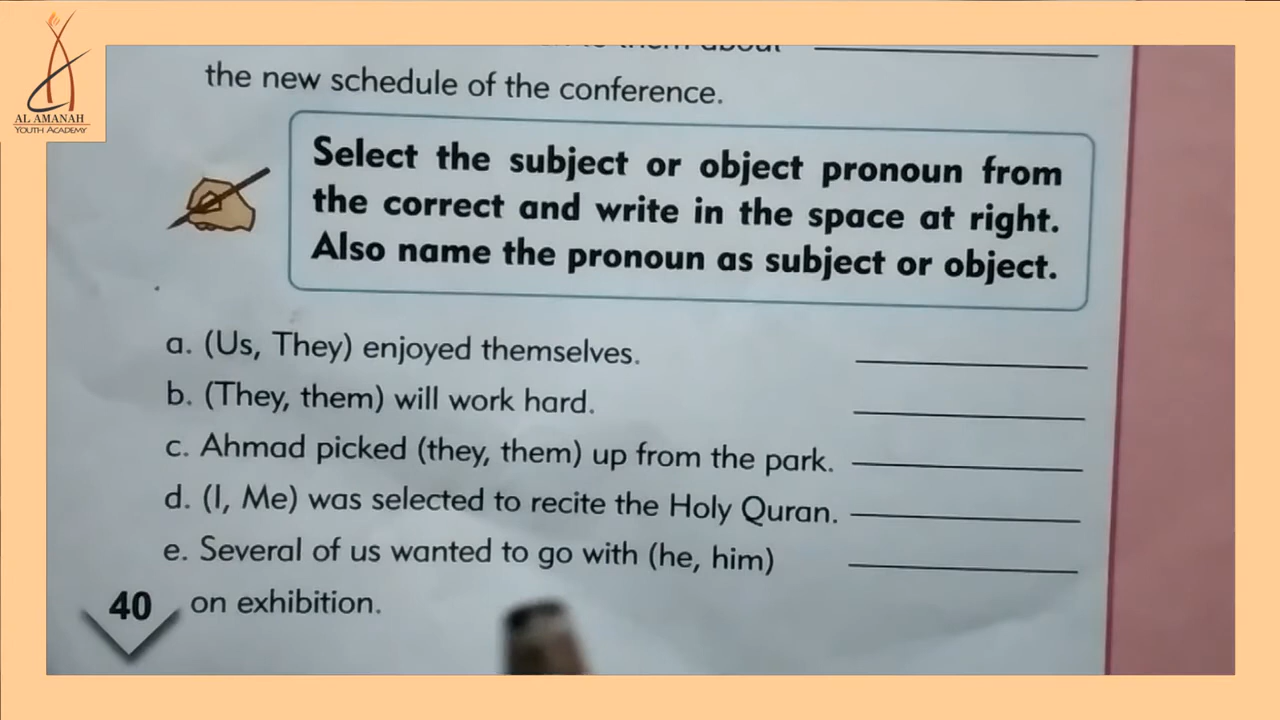 AL AMANAH
YOUTH ACADEMY
to them about
the new schedule of the conference.
Select the subject or object pronoun from
the correct and write in the space at right.
Also name the pronoun as subject or object.
a. (Us, They) enjoyed themselves.
b. (They, them) will work hard.
c. Ahmad picked (they, them) up from the park.
d. (I, Me) was selected to recite the Holy Quran.
e. Several of us wanted to go with (he, him)
40 on exhibition.